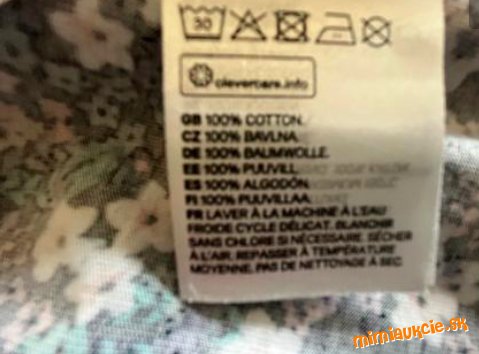 30
clevercare.info
GB 100% COTTON.
CZ 100% BAVLNA.
DE 100% BAUMWOLLE.
EE 100% PUUVILL.
ES 100% ALGODÓN.
FI 100% PUUVILLAA.
FR LAVER À LA MACHINE À L'EAU
FROIDE CYCLE DÉLICAT. BLANCHIR
SANS CHLORE SI NÉCESSAIRE. SÉCHER
À L'AIR. REPASSER À TEMPÉRATURE
MOYENNE. PAS DE NETTOYAGE À SEC
mimiaukcie.sk